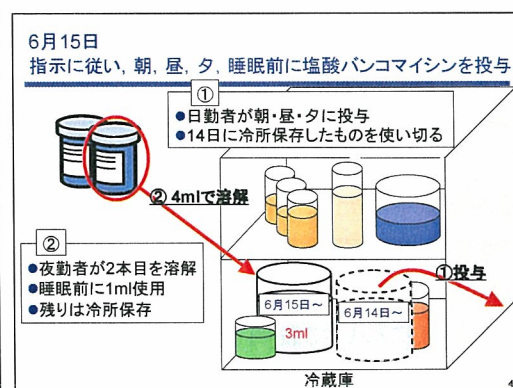 6月15日
指示に従い，朝，昼，夕，睡眠前に塩酸バンコマイシンを投与
①
●日勤者が朝・昼・夕に投与
●14日に冷所保存したものを使い切る
② 4mlで溶解
②
●夜勤者が2本目を溶解
●睡眠前に1ml使用
●残りは冷所保存
①投与
6月15日～
3ml
6月14日～
冷蔵庫